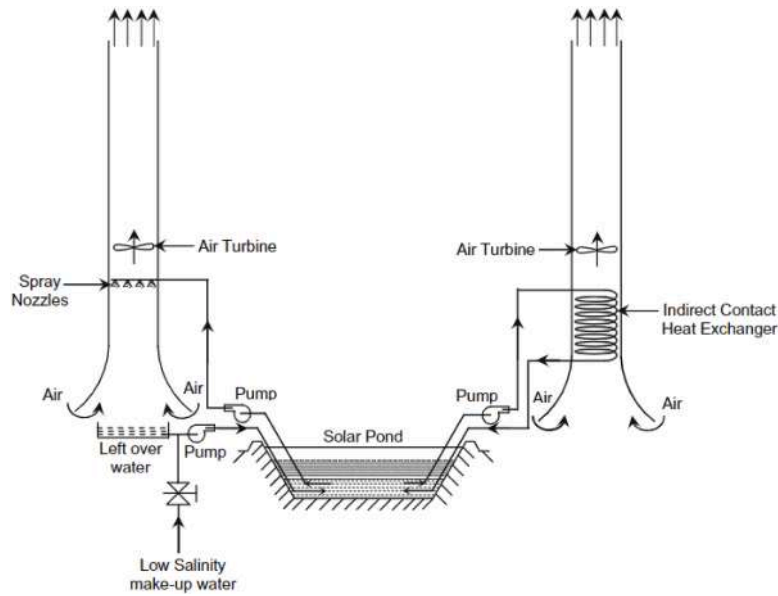 Air Turbine
Spray
Nozzles
Air
Air
Pump
Left over
water
Pump
Low Salinity
make-up water
Solar Pond
Air Turbine
Indirect Contact
Heat Exchanger
Pump
Air
Air